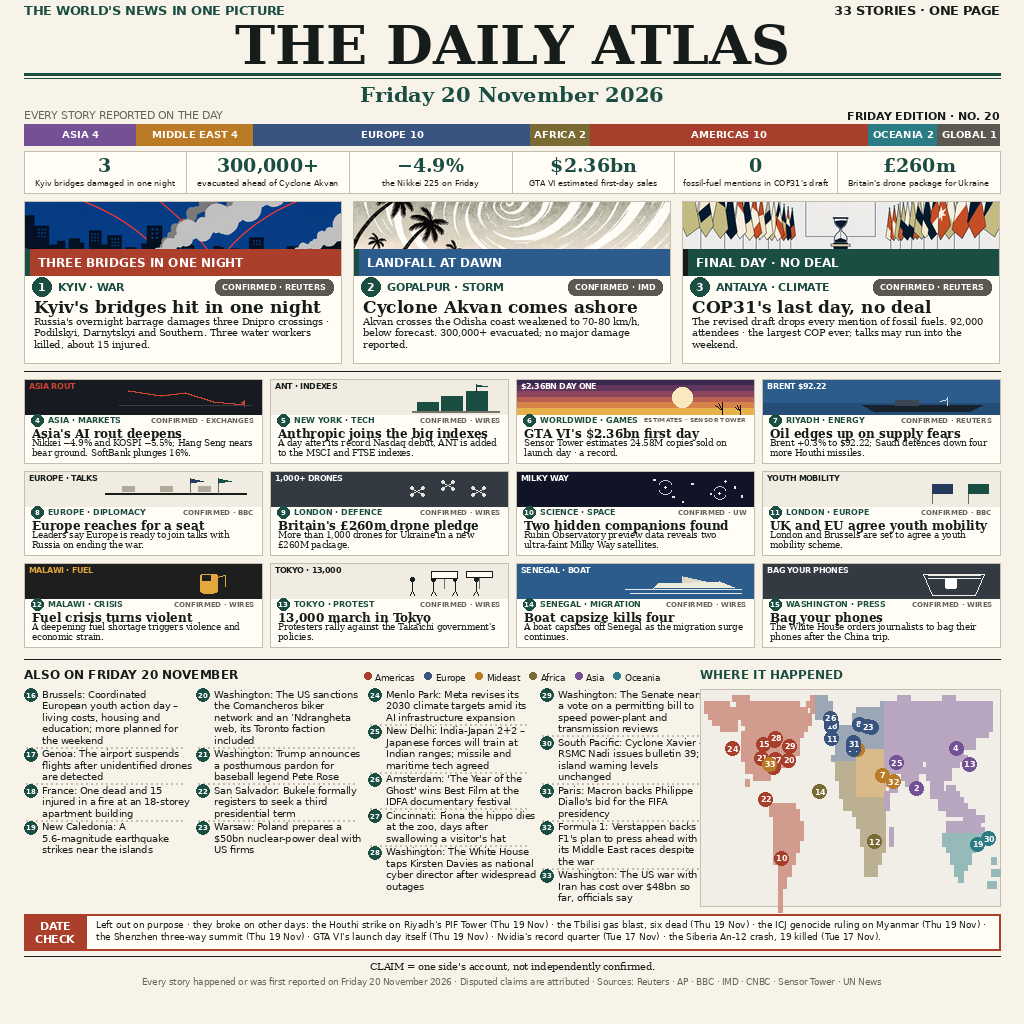 THE WORLD'S NEWS IN ONE PICTURE
33 STORIES · ONE PAGE
THE DAILY ATLAS
Friday 20 November 2026
EVERY STORY REPORTED ON THE DAY
FRIDAY EDITION · NO. 20
ASIA 4
MIDDLE EAST 4
EUROPE 10
AFRICA 2
AMERICAS 10
OCEANIA 2
GLOBAL 1
3
Kyiv bridges damaged in one night
300,000+
evacuated ahead of Cyclone Akvan
−4.9%
the Nikkei 225 on Friday
$2.36bn
GTA VI estimated first-day sales
0
fossil-fuel mentions in COP31's draft
£260m
Britain's drone package for Ukraine
THREE BRIDGES IN ONE NIGHT
1 KYIV · WAR
CONFIRMED · REUTERS
Kyiv's bridges hit in one night
Russia's overnight barrage damages three Dnipro crossings ·
Podilskyi, Darnytskyi and Southern. Three water workers
killed, about 15 injured.
LANDFALL AT DAWN
2 GOPALPUR · STORM
CONFIRMED · IMD
Cyclone Akvan comes ashore
Akvan crosses the Odisha coast weakened to 70-80 km/h,
below forecast. 300,000+ evacuated; no major damage
reported.
FINAL DAY · NO DEAL
3 ANTALYA · CLIMATE
CONFIRMED · REUTERS
COP31's last day, no deal
The revised draft drops every mention of fossil fuels. 92,000
attendees · the largest COP ever; talks may run into the
weekend.
ASIA ROUT
4 ASIA · MARKETS
CONFIRMED · EXCHANGES
Asia's AI rout deepens
Nikkei −4.9% and KOSPI −5.5%; Hang Seng nears
bear ground. SoftBank plunges 16%.
ANT · INDEXES
5 NEW YORK · TECH
CONFIRMED · WIRES
Anthropic joins the big indexes
A day after its record Nasdaq debut, ANT is added
to the MSCI and FTSE indexes.
$2.36BN DAY ONE
6 WORLDWIDE · GAMES
ESTIMATES · SENSOR TOWER
GTA VI's $2.36bn first day
Sensor Tower estimates 24.58M copies sold on
launch day · a record.
BRENT $92.22
7 RIYADH · ENERGY
CONFIRMED · REUTERS
Oil edges up on supply fears
Brent +0.3% to $92.22; Saudi defences down four
more Houthi missiles.
EUROPE · TALKS
8 EUROPE · DIPLOMACY
CONFIRMED · BBC
Europe reaches for a seat
Leaders say Europe is ready to join talks with
Russia on ending the war.
1,000+ DRONES
9 LONDON · DEFENCE
CONFIRMED · WIRES
Britain's £260m drone pledge
More than 1,000 drones for Ukraine in a new
£260M package.
MILKY WAY
10 SCIENCE · SPACE
CONFIRMED · UW
Two hidden companions found
Rubin Observatory preview data reveals two
ultra-faint Milky Way satellites.
YOUTH MOBILITY
11 LONDON · EUROPE
CONFIRMED · BBC
UK and EU agree youth mobility
London and Brussels are set to agree a youth
mobility scheme.
MALAWI · FUEL
12 MALAWI · CRISIS
CONFIRMED · WIRES
Fuel crisis turns violent
A deepening fuel shortage triggers violence and
economic strain.
TOKYO · 13,000
13 TOKYO · PROTEST
CONFIRMED · WIRES
13,000 march in Tokyo
Protesters rally against the Takaichi government's
policies.
SENEGAL · BOAT
14 SENEGAL · MIGRATION
CONFIRMED · WIRES
Boat capsize kills four
A boat capsizes off Senegal as the migration surge
continues.
BAG YOUR PHONES
15 WASHINGTON · PRESS
CONFIRMED · WIRES
Bag your phones
The White House orders journalists to bag their
phones after the China trip.
ALSO ON FRIDAY 20 NOVEMBER
Americas
Europe
Mideast
Africa
Asia
Oceania
16 Brussels: Coordinated
European youth action day –
living costs, housing and
education; more planned for
the weekend
17 Genoa: The airport suspends
flights after unidentified drones
are detected
18 France: One dead and 15
injured in a fire at an 18-storey
apartment building
19 New Caledonia: A
5.6-magnitude earthquake
strikes near the islands
20 Washington: The US sanctions
the Comancheros biker
network and an 'Ndrangheta
web, its Toronto faction
included
21 Washington: Trump announces
a posthumous pardon for
baseball legend Pete Rose
22 San Salvador: Bukele formally
registers to seek a third
presidential term
23 Warsaw: Poland prepares a
$50bn nuclear-power deal with
US firms
24 Menlo Park: Meta revises its
2030 climate targets amid its
AI infrastructure expansion
25 New Delhi: India-Japan 2+2 –
Japanese forces will train at
Indian ranges; missile and
maritime tech agreed
26 Amsterdam: 'The Year of the
Ghost' wins Best Film at the
IDFA documentary festival
27 Cincinnati: Fiona the hippo dies
at the zoo, days after
swallowing a visitor's hat
28 Washington: The White House
taps Kirsten Davies as national
cyber director after widespread
outages
29 Washington: The Senate nears
a vote on a permitting bill to
speed power-plant and
transmission reviews
30 South Pacific: Cyclone Xavier ·
RSMC Nadi issues bulletin 39;
island warning levels
unchanged
31 Paris: Macron backs Philippe
Diallo's bid for the FIFA
presidency
32 Formula 1: Verstappen backs
F1's plan to press ahead with
its Middle East races despite
the war
33 Washington: The US war with
Iran has cost over $48bn so
far, officials say
WHERE IT HAPPENED
26
8
23
11
31
24
15
28
29
20
33
22
10
14
12
7
32
25
2
4
13
19
30
DATE
CHECK
Left out on purpose · they broke on other days: the Houthi strike on Riyadh's PIF Tower (Thu 19 Nov) · the Tbilisi gas blast, six dead (Thu 19 Nov) · the ICJ genocide ruling on Myanmar (Thu 19 Nov) ·
the Shenzhen three-way summit (Thu 19 Nov) · GTA VI's launch day itself (Thu 19 Nov) · Nvidia's record quarter (Tue 17 Nov) · the Siberia An-12 crash, 19 killed (Tue 17 Nov).
CLAIM = one side's account, not independently confirmed.
Every story happened or was first reported on Friday 20 November 2026 · Disputed claims are attributed · Sources: Reuters · AP · BBC · IMD · CNBC · Sensor Tower · UN News